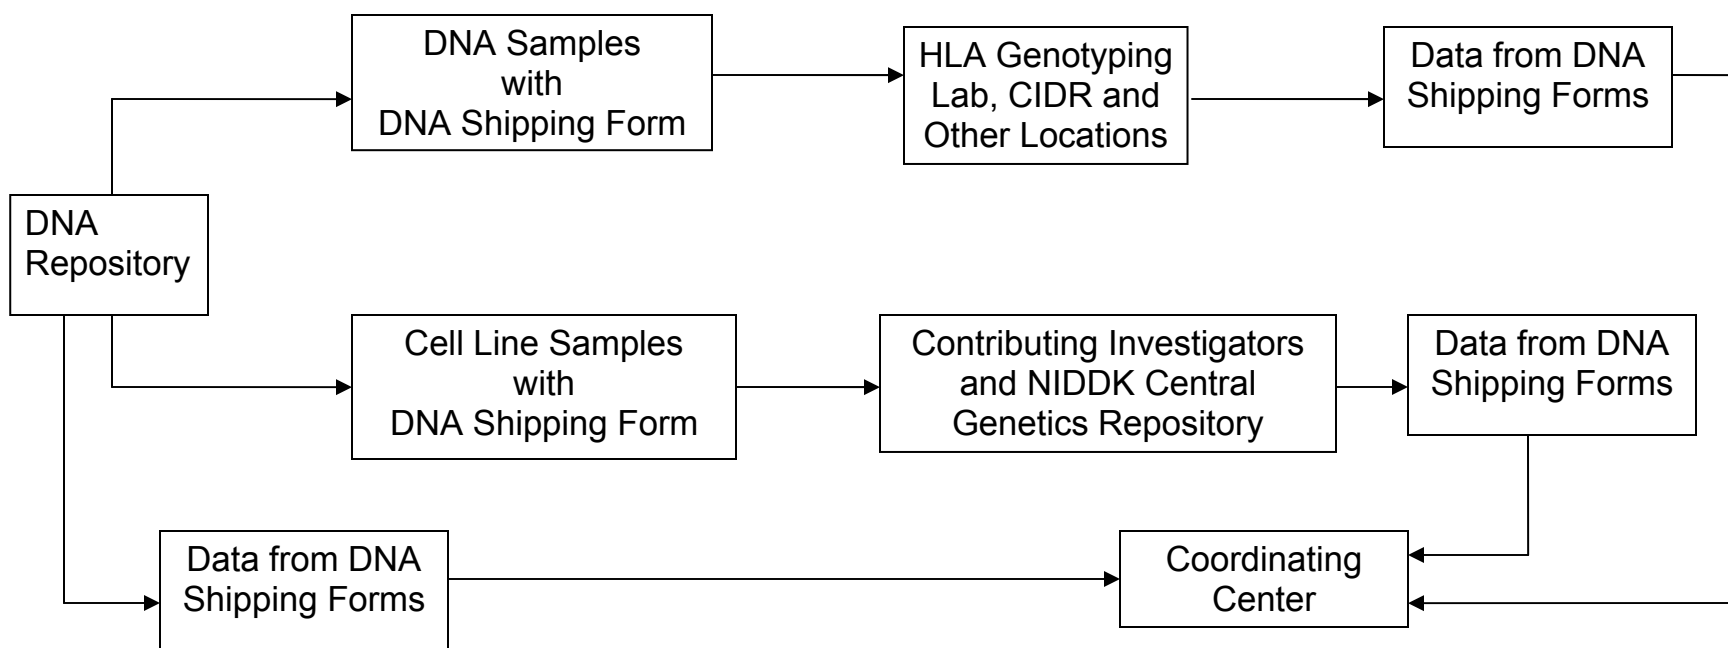 DNA Samples
with
DNA Shipping Form
HLA Genotyping
Lab, CIDR and
Other Locations
Data from DNA
Shipping Forms
DNA
Repository
Cell Line Samples
with
DNA Shipping Form
Contributing Investigators
and NIDDK Central
Genetics Repository
Data from DNA
Shipping Forms
Data from DNA
Shipping Forms
Coordinating
Center